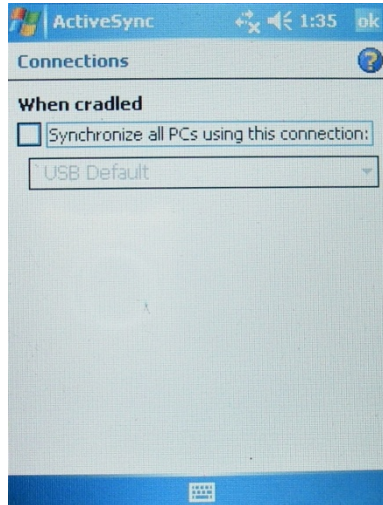 ActiveSync 1:35 ok
Connections
?
When cradled
Synchronize all PCs using this connection:
USB Default